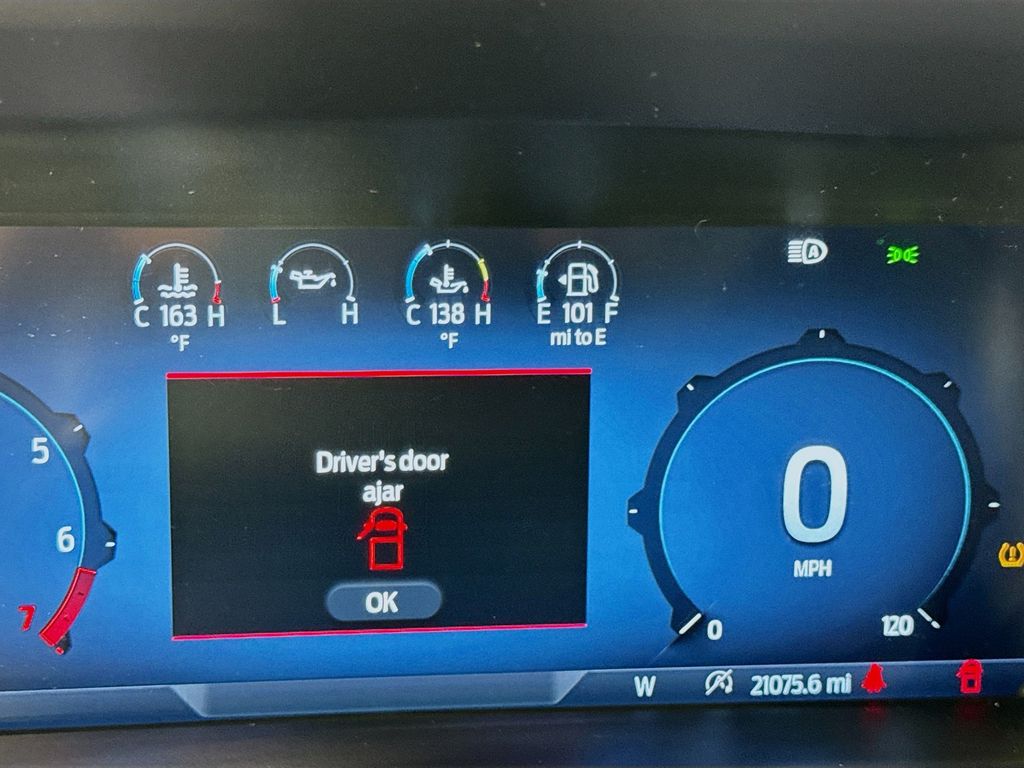 C 163 H
°F
L H
C 138 H
°F
E 101 F
mi to E
A
5
6
7
Driver's door
ajar
OK
0
MPH
0
120
W
21075.6 mi